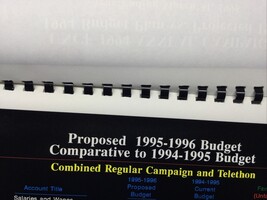 Proposed 1995-1996 Budget
Comparative to 1994-1995 Budget
Combined Regular Campaign and Telethon
1995-1996 1994-1995
Proposed Current
Account Title Budget Budget
Salaries and Wages